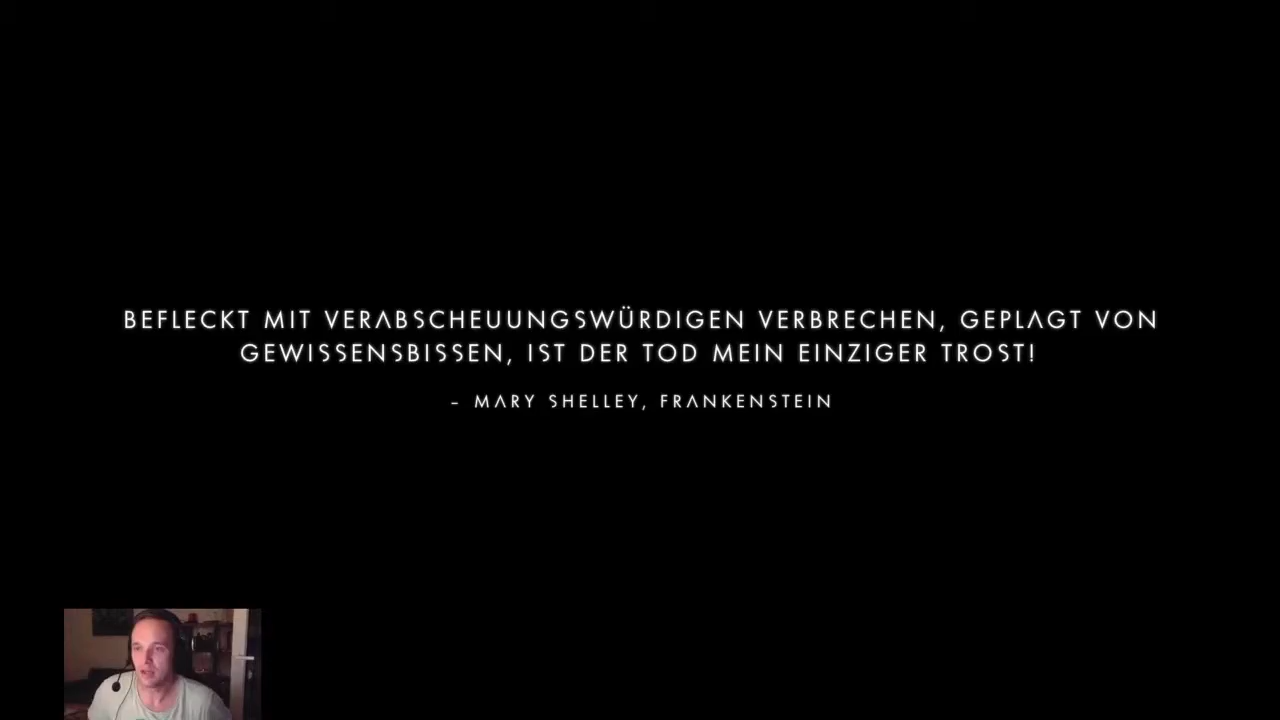 BEFLECKT MIT VERABSCHEUUNGSWÜRDIGEN VERBRECHEN, GEPLAGT VON
GEWISSENSBISSEN, IST DER TOD MEIN EINZIGER TROST!
– MARY SHELLEY, FRANKENSTEIN